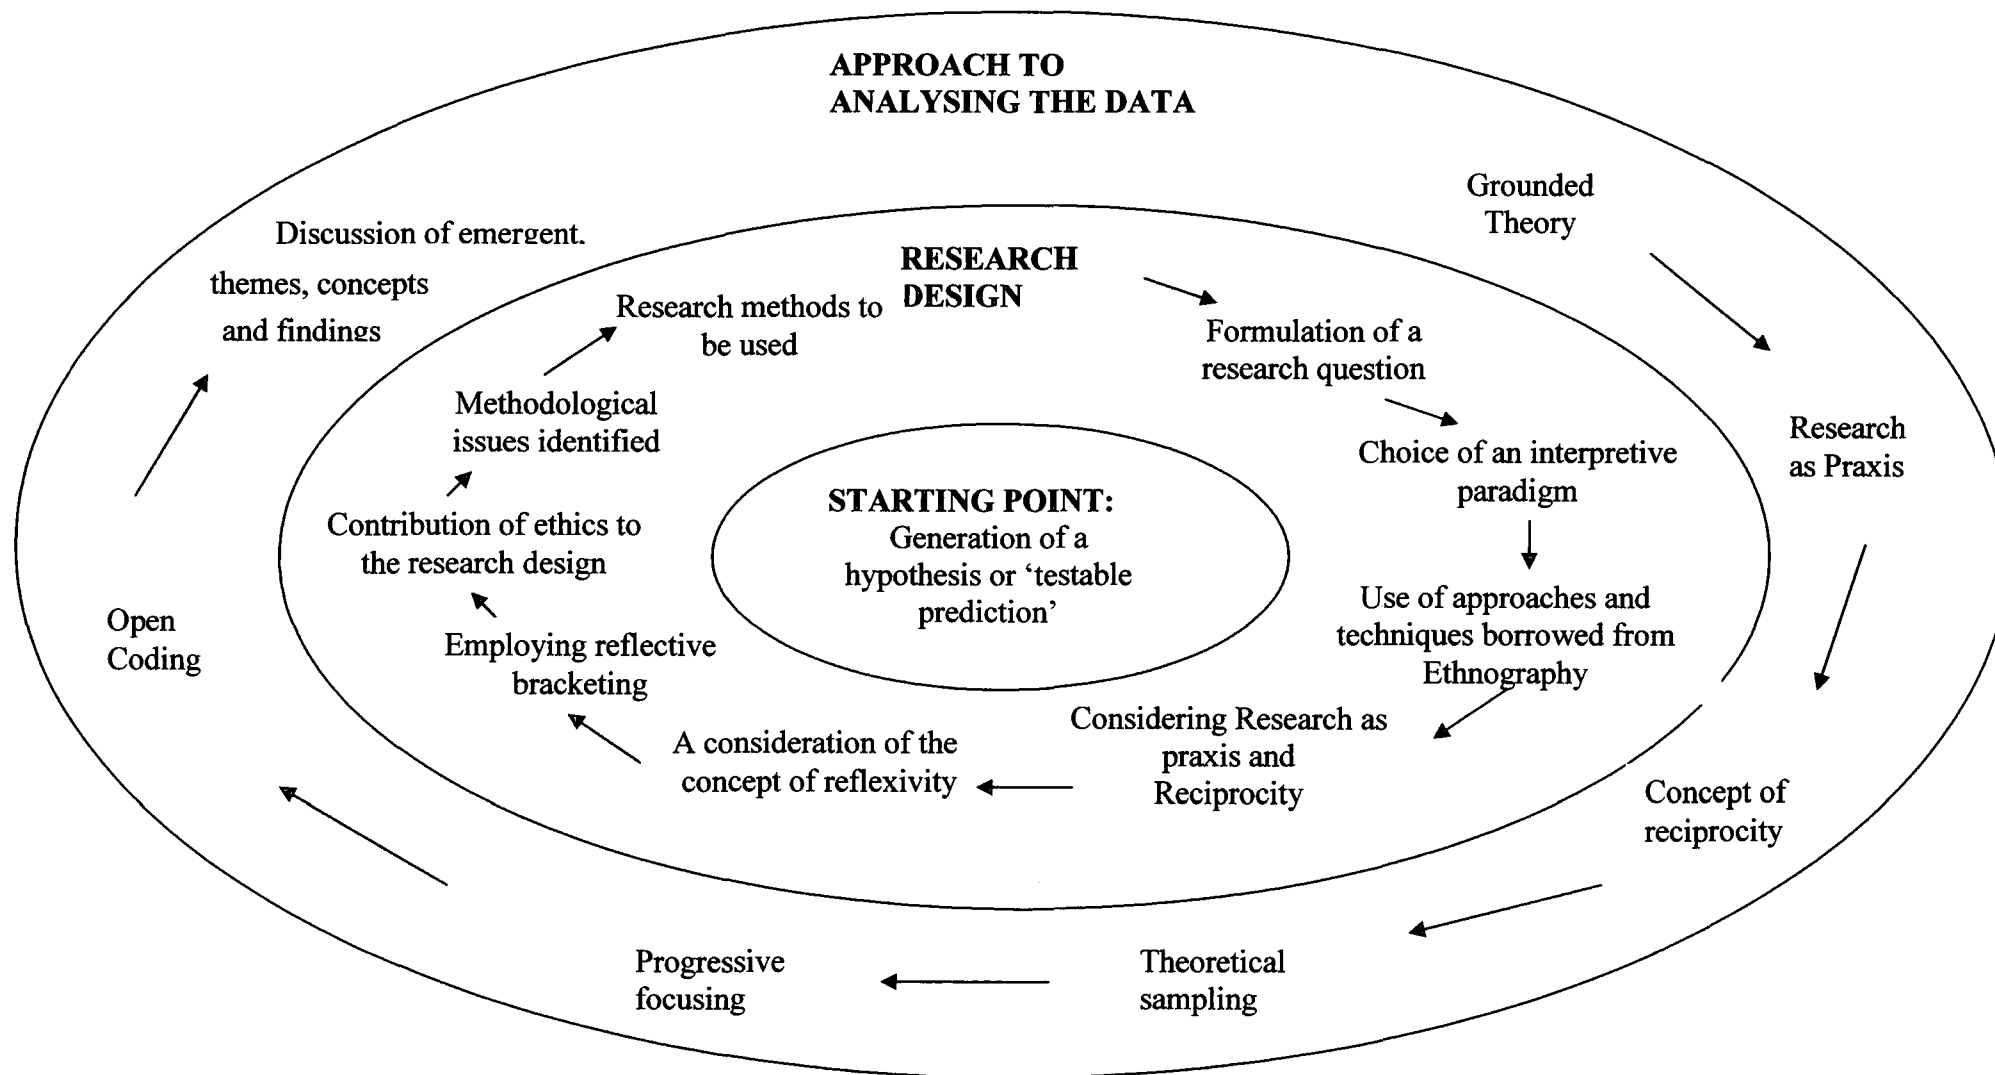 APPROACH TO
ANALYSING THE DATA
Grounded
Theory
Research
as Praxis
Concept of
reciprocity
Theoretical
sampling
Progressive
focusing
Open
Coding
Discussion of emergent.
themes, concepts
and findings
RESEARCH
DESIGN
Formulation of a
research question
Choice of an interpretive
paradigm
Use of approaches and
techniques borrowed from
Ethnography
Considering Research as
praxis and
Reciprocity
A consideration of the
concept of reflexivity
Employing reflective
bracketing
Contribution of ethics to
the research design
Methodological
issues identified
Research methods to
be used
STARTING POINT:
Generation of a
hypothesis or ‘testable
prediction’